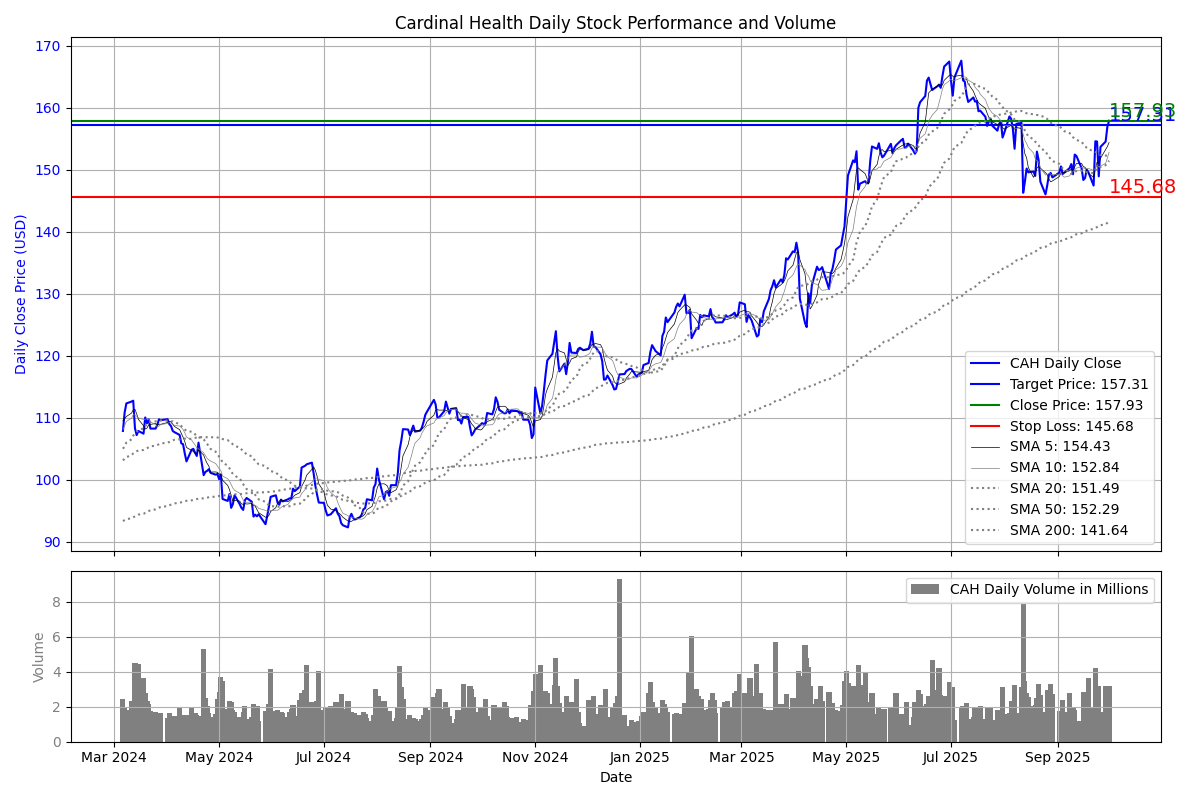 Cardinal Health Daily Stock Performance and Volume
170
160
150
140
130
120
110
100
90
Daily Close Price (USD)
157.93
157.31
145.68
CAH Daily Close
Target Price: 157.31
Close Price: 157.93
Stop Loss: 145.68
SMA 5: 154.43
SMA 10: 152.84
SMA 20: 151.49
SMA 50: 152.29
SMA 200: 141.64
8
6
4
2
0
Volume
CAH Daily Volume in Millions
Mar 2024 May 2024 Jul 2024 Sep 2024 Nov 2024 Jan 2025 Mar 2025 May 2025 Jul 2025 Sep 2025
Date